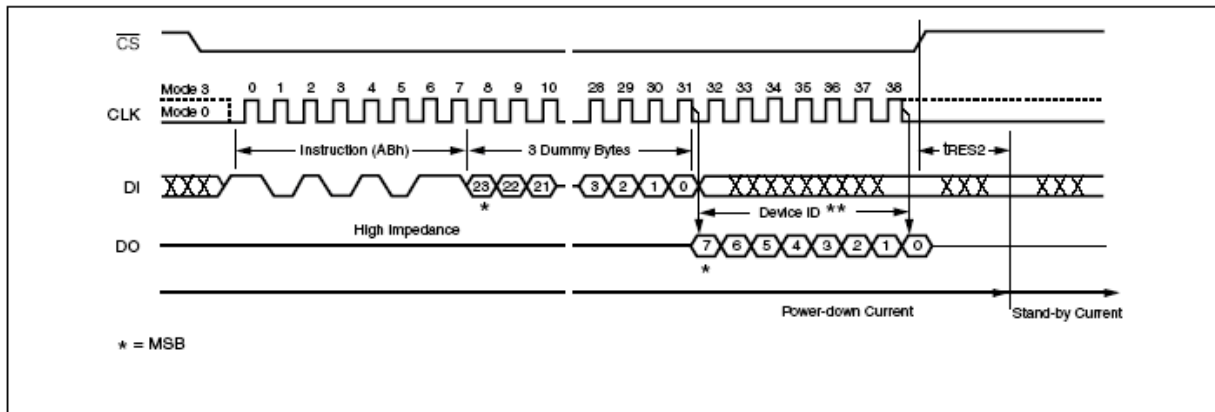 CS
Mode 3 0 1 2 3 4 5 6 7 8 9 10 28 29 30 31 32 33 34 35 36 37 38
CLK Mode 0
Instruction (ABh) 3 Dummy Bytes tRES2
DI 23 22 21 3 2 1 0
* Device ID **
High Impedance
DO 7 6 5 4 3 2 1 0
*
Power-down Current Stand-by Current
* = MSB